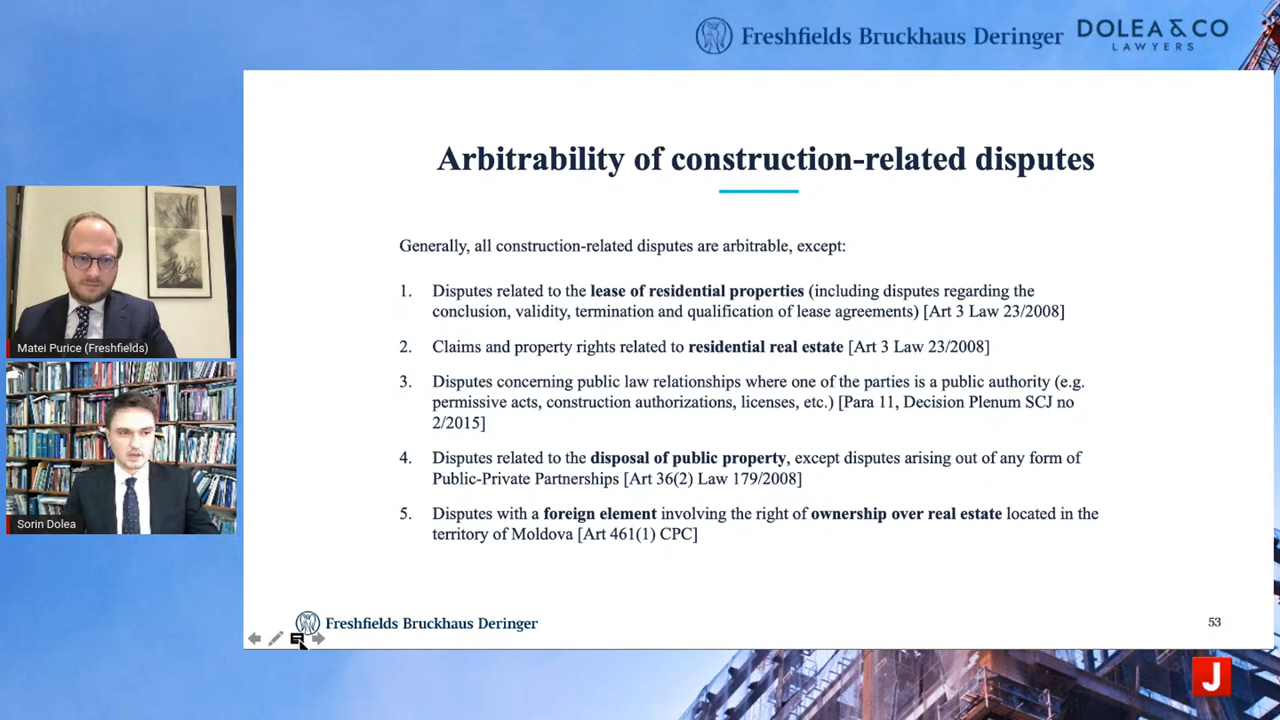 Freshfields Bruckhaus Deringer
DOLEA & CO
LAWYERS
Arbitrability of construction-related disputes
Generally, all construction-related disputes are arbitrable, except:
1. Disputes related to the lease of residential properties (including disputes regarding the
conclusion, validity, termination and qualification of lease agreements) [Art 3 Law 23/2008]
2. Claims and property rights related to residential real estate [Art 3 Law 23/2008]
3. Disputes concerning public law relationships where one of the parties is a public authority (e.g.
permissive acts, construction authorizations, licenses, etc.) [Para 11, Decision Plenum SCJ no
2/2015]
4. Disputes related to the disposal of public property, except disputes arising out of any form of
Public-Private Partnerships [Art 36(2) Law 179/2008]
5. Disputes with a foreign element involving the right of ownership over real estate located in the
territory of Moldova [Art 461(1) CPC]
Matei Purice (Freshfields)
Sorin Dolea
Freshfields Bruckhaus Deringer
53
J